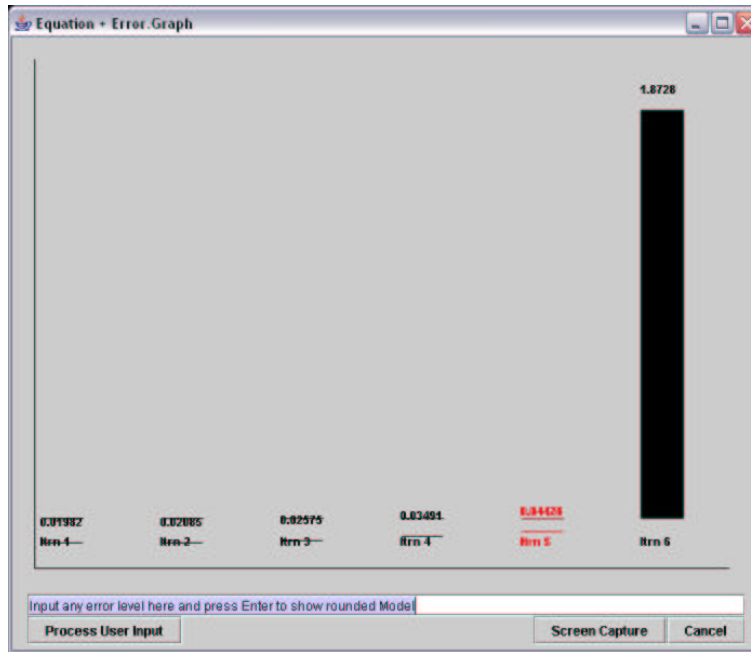 Equation + Error.Graph
1.8728
0.01982 0.02085 0.02575 0.03491 0.04428
Itrn 1 Itrn 2 Itrn 3 Itrn 4 Itrn 5 Itrn 6
Input any error level here and press Enter to show rounded Model
Process User Input Screen Capture Cancel